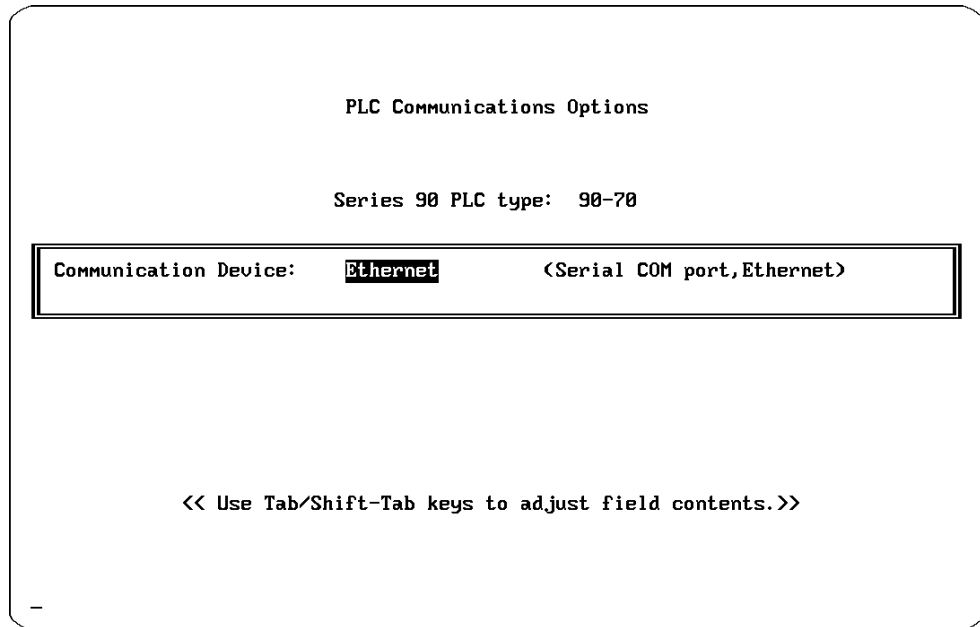 PLC Communications Options
Series 90 PLC type: 90-70
Communication Device: Ethernet (Serial COM port,Ethernet)
<< Use Tab/Shift-Tab keys to adjust field contents.>>
_